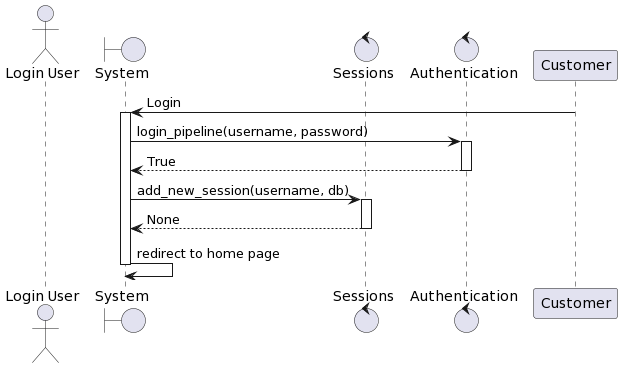 Login User
System
Sessions
Authentication
Customer
Login
login_pipeline(username, password)
True
add_new_session(username, db)
None
redirect to home page
Login User
System
Sessions
Authentication
Customer